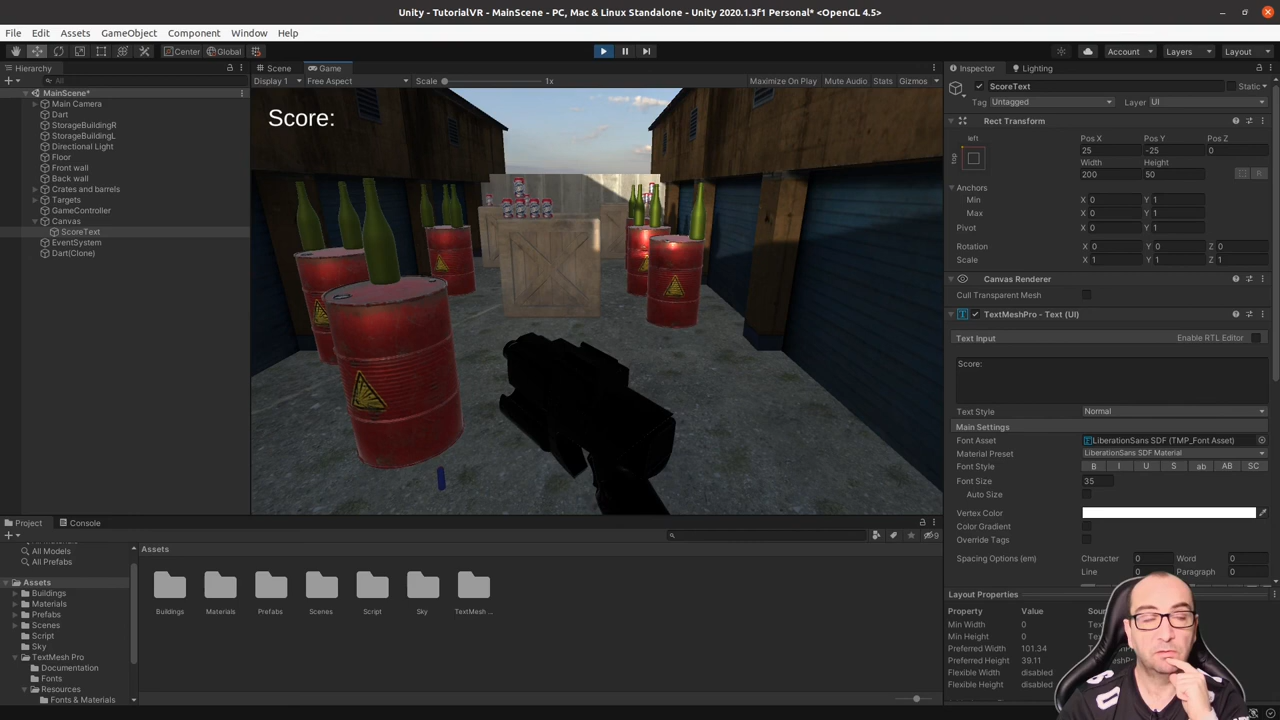 Unity - TutorialVR - MainScene - PC, Mac & Linux Standalone - Unity 2020.1.3f1 Personal* <OpenGL 4.5>
File Edit Assets GameObject Component Window Help
Center Global Account Layers Layout
Hierarchy
All
MainScene*
Main Camera
Dart
StorageBuildingR
StorageBuildingL
Directional Light
Floor
Front wall
Back wall
Crates and barrels
Targets
GameController
Canvas
ScoreText
EventSystem
Dart(Clone)
Scene Game
Display 1 Free Aspect Scale 1x Maximize On Play Mute Audio Stats Gizmos
Score:
Inspector Lighting
ScoreText Static
Tag Untagged Layer UI
Rect Transform
left
top
Pos X Pos Y Pos Z
25 -25 0
Width Height
200 50
R
Anchors
Min X 0 Y 1
Max X 0 Y 1
Pivot X 0 Y 1
Rotation X 0 Y 0 Z 0
Scale X 1 Y 1 Z 1
Canvas Renderer
Cull Transparent Mesh
TextMeshPro - Text (UI)
Text Input Enable RTL Editor
Score:
Text Style Normal
Main Settings
Font Asset LiberationSans SDF (TMP_Font Asset)
Material Preset LiberationSans SDF Material
Font Style B I U S ab AB SC
Font Size 35
Auto Size
Vertex Color
Color Gradient
Override Tags
Spacing Options (em) Character 0 Word 0
Line 0 Paragraph 0
Layout Properties
Property Value
Min Width 0
Min Height 0
Preferred Width 101.34
Preferred Height 39.11
Flexible Width disabled
Flexible Height disabled
Project Console
9
All Models
All Prefabs
Assets
Buildings
Materials
Prefabs
Scenes
Script
Sky
TextMesh Pro
Documentation
Fonts
Resources
Fonts & Materials
Assets
Buildings Materials Prefabs Scenes Script Sky TextMesh ...